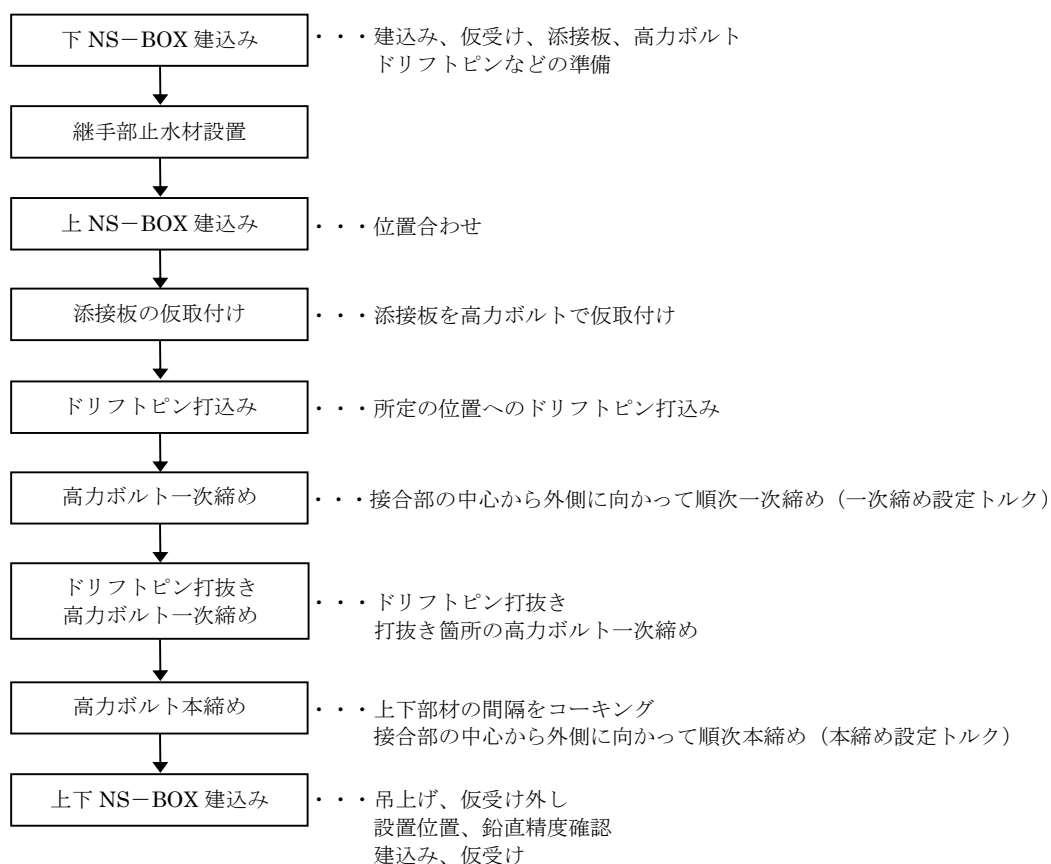 下 NS－BOX 建込み ・・・建込み、仮受け、添接板、高力ボルト
ドリフトピンなどの準備
継手部止水材設置
上 NS－BOX 建込み ・・・位置合わせ
添接板の仮取付け ・・・添接板を高力ボルトで仮取付け
ドリフトピン打込み ・・・所定の位置へのドリフトピン打込み
高力ボルト一次締め ・・・接合部の中心から外側に向かって順次一次締め（一次締め設定トルク）
ドリフトピン打抜き
高力ボルト一次締め
・・・ドリフトピン打抜き
打抜き箇所の高力ボルト一次締め
高力ボルト本締め ・・・上下部材の間隔をコーキング
接合部の中心から外側に向かって順次本締め（本締め設定トルク）
上下 NS－BOX 建込み ・・・吊上げ、仮受け外し
設置位置、鉛直精度確認
建込み、仮受け